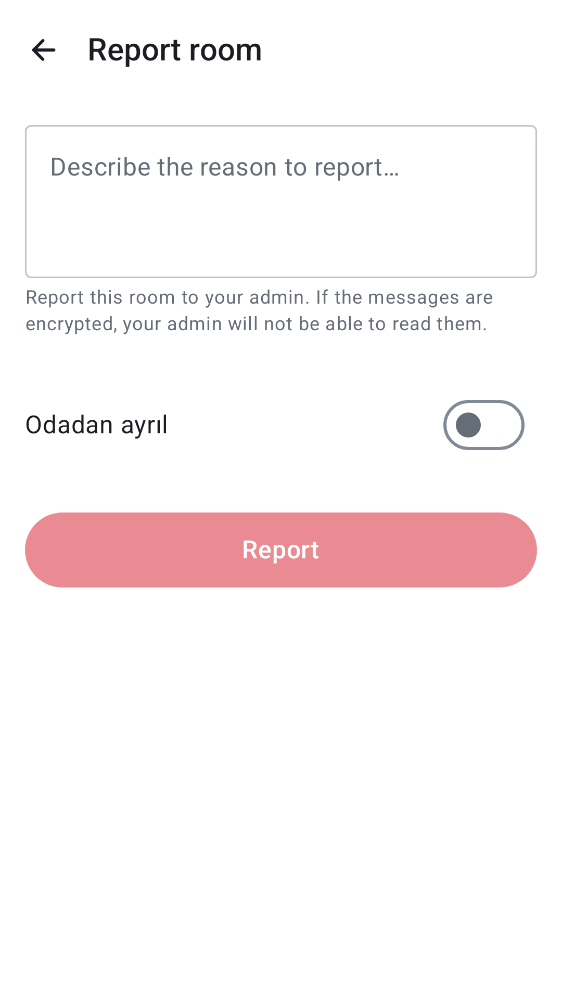 Report room
Describe the reason to report…
Report this room to your admin. If the messages are
encrypted, your admin will not be able to read them.
Odadan ayrıl
Report